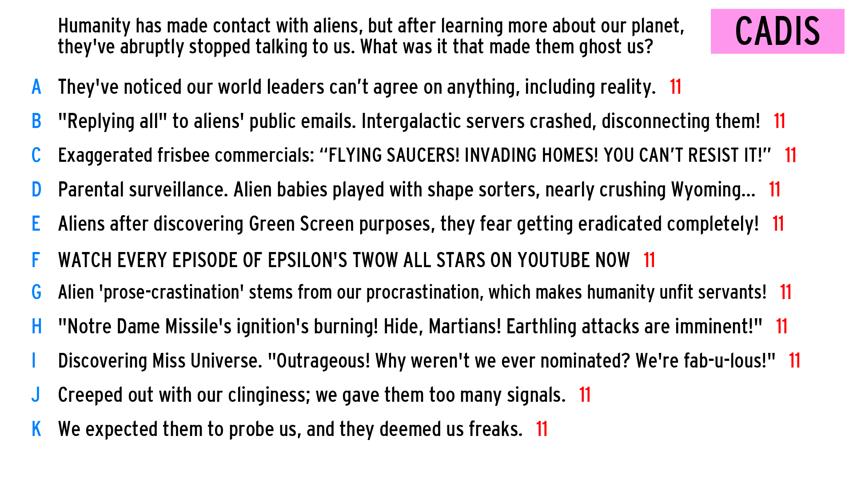 Humanity has made contact with aliens, but after learning more about our planet,
they've abruptly stopped talking to us. What was it that made them ghost us?
CADIS
A They've noticed our world leaders can't agree on anything, including reality. 11
B "Replying all" to aliens' public emails. Intergalactic servers crashed, disconnecting them! 11
C Exaggerated frisbee commercials: “FLYING SAUCERS! INVADING HOMES! YOU CAN'T RESIST IT!” 11
D Parental surveillance. Alien babies played with shape sorters, nearly crushing Wyoming... 11
E Aliens after discovering Green Screen purposes, they fear getting eradicated completely! 11
F WATCH EVERY EPISODE OF EPSILON'S TWOW ALL STARS ON YOUTUBE NOW 11
G Alien 'prose-crastination' stems from our procrastination, which makes humanity unfit servants! 11
H "Notre Dame Missile's ignition's burning! Hide, Martians! Earthling attacks are imminent!" 11
I Discovering Miss Universe. "Outrageous! Why weren't we ever nominated? We're fab-u-lous!" 11
J Creeped out with our clinginess; we gave them too many signals. 11
K We expected them to probe us, and they deemed us freaks. 11